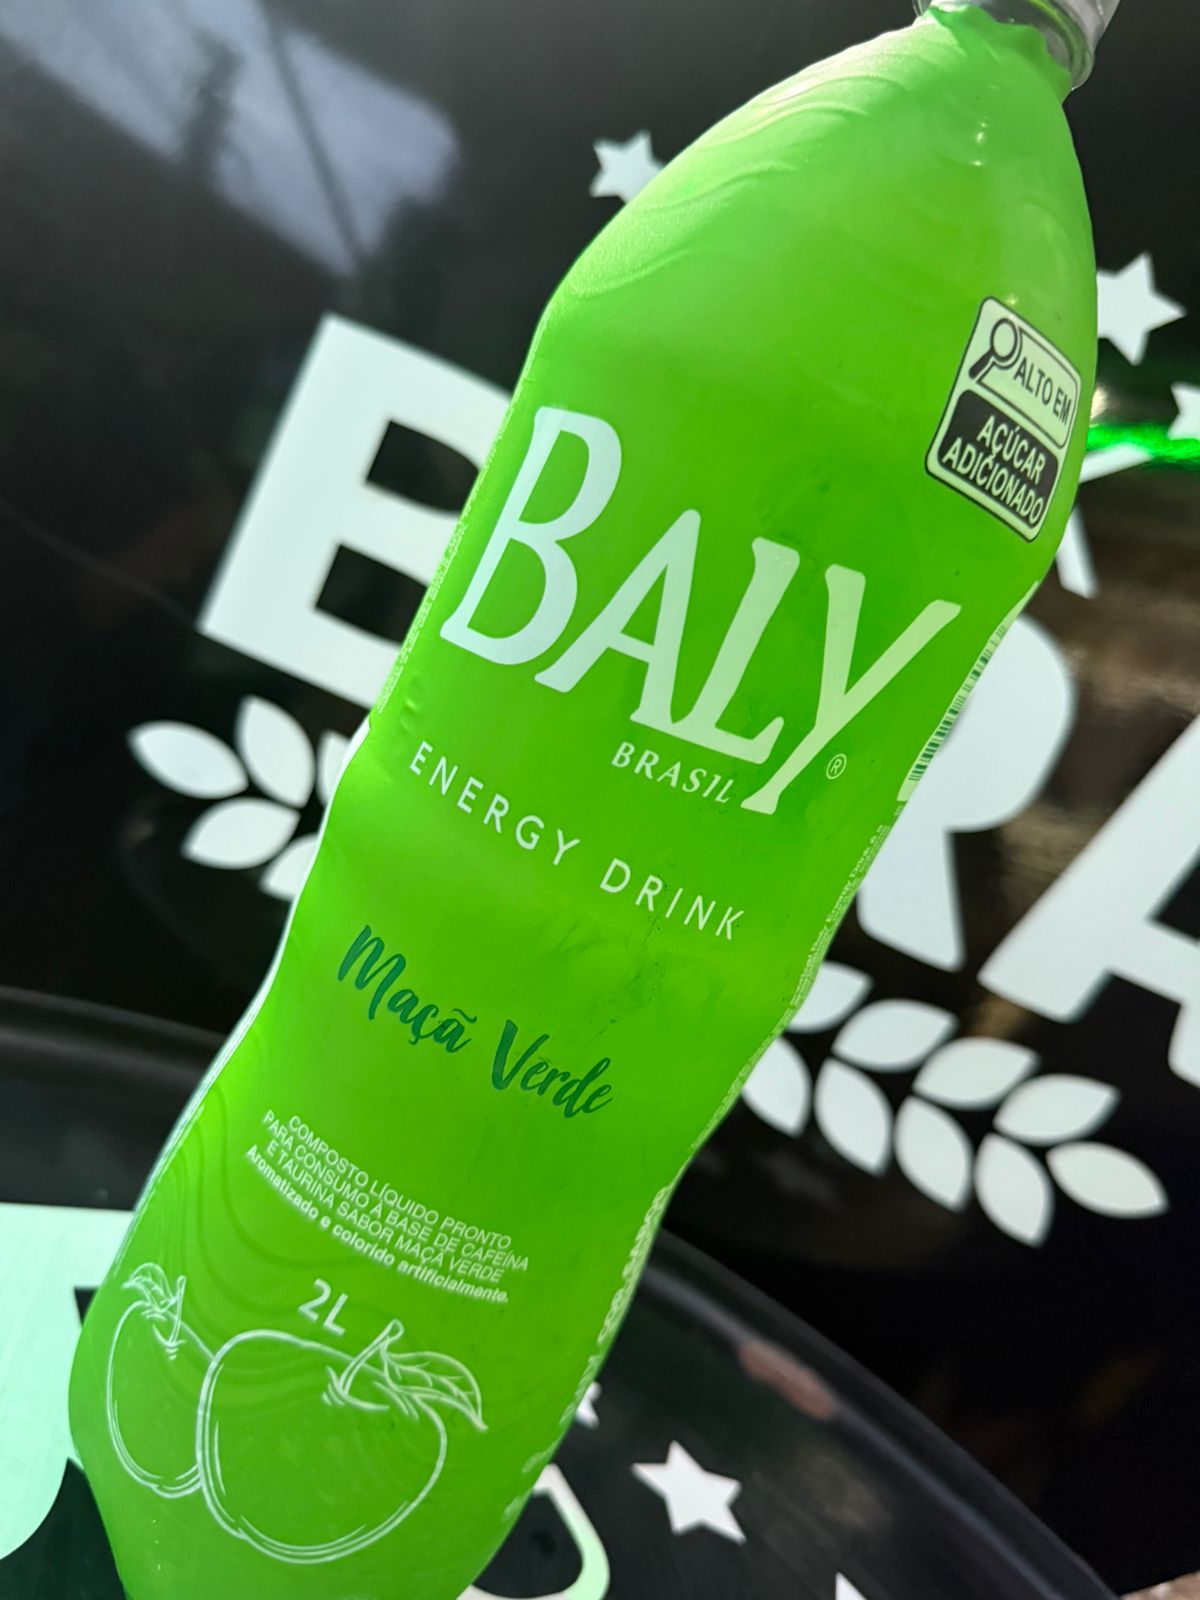 ALTO EM
AÇÚCAR
ADICIONADO
BALY
BRASIL
®
ENERGY DRINK
Maçã Verde
COMPOSTO LÍQUIDO PRONTO
PARA CONSUMO À BASE DE CAFEÍNA
E TAURINA SABOR MAÇÃ VERDE
Aromatizado e colorido artificialmente.
2L